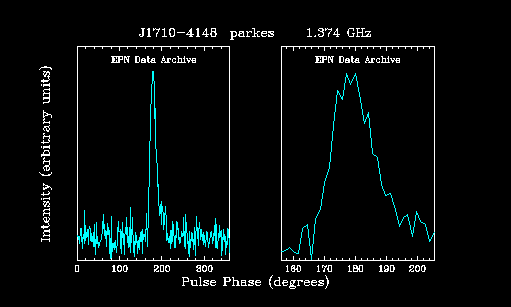 J1710-4148 parkes 1.374 GHz
EPN Data Archive EPN Data Archive
Intensity (arbitrary units)
0 100 200 300 160 170 180 190 200
Pulse Phase (degrees)